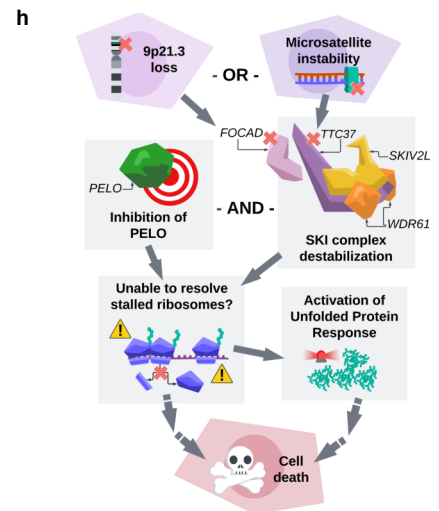 h
9p21.3
loss
- OR -
Microsatellite
instability
FOCAD
TTC37
SKIV2L
WDR61
PELO
Inhibition of
PELO
- AND -
SKI complex
destabilization
Unable to resolve
stalled ribosomes?
!
!
Activation of
Unfolded Protein
Response
Cell
death